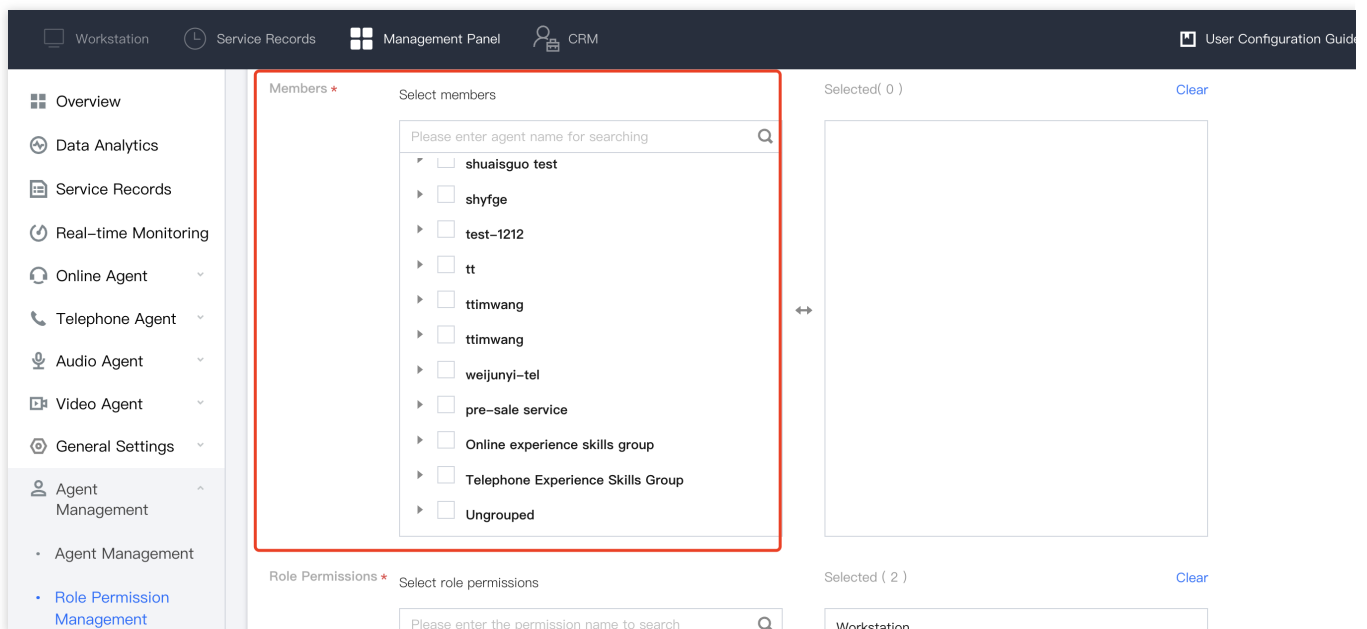 Workstation
Service Records
Management Panel
CRM
User Configuration Guide
Overview
Data Analytics
Service Records
Real-time Monitoring
Online Agent
Telephone Agent
Audio Agent
Video Agent
General Settings
Agent
Management
Agent Management
Role Permission
Management
Members *
Select members
Please enter agent name for searching
shuaisguo test
shyfge
test-1212
tt
ttimwang
ttimwang
weijunyi-tel
pre-sale service
Online experience skills group
Telephone Experience Skills Group
Ungrouped
Selected( 0 )
Clear
Role Permissions *
Select role permissions
Please enter the permission name to search
Selected ( 2 )
Clear
Workstation